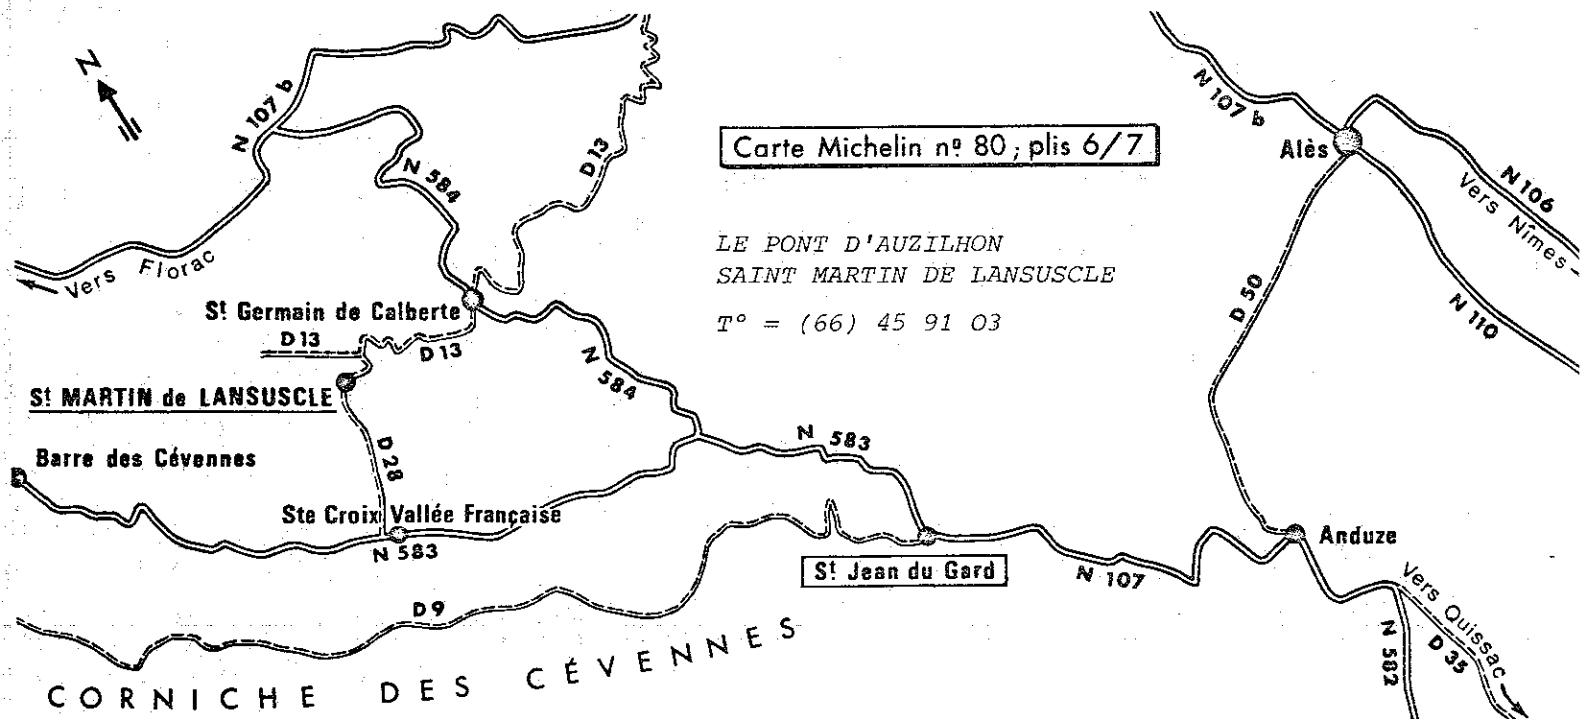 N
N 107 b
N 584
D 13
Vers Florac
St Germain de Calberte
D 13
D 13
St MARTIN de LANSUSCLE
D 28
Barre des Cévennes
Ste Croix Vallée Française
N 583
D 9
CORNICHE DES CÉVENNES
Carte Michelin nº 80 ; plis 6/7
LE PONT D'AUZILHON
SAINT MARTIN DE LANSUSCLE
T° = (66) 45 91 03
N 584
N 583
St Jean du Gard
N 107
N 107 b
Alès
N 106
Vers Nîmes
N 110
D 50
Anduze
Vers Quissac
D 35
N 582